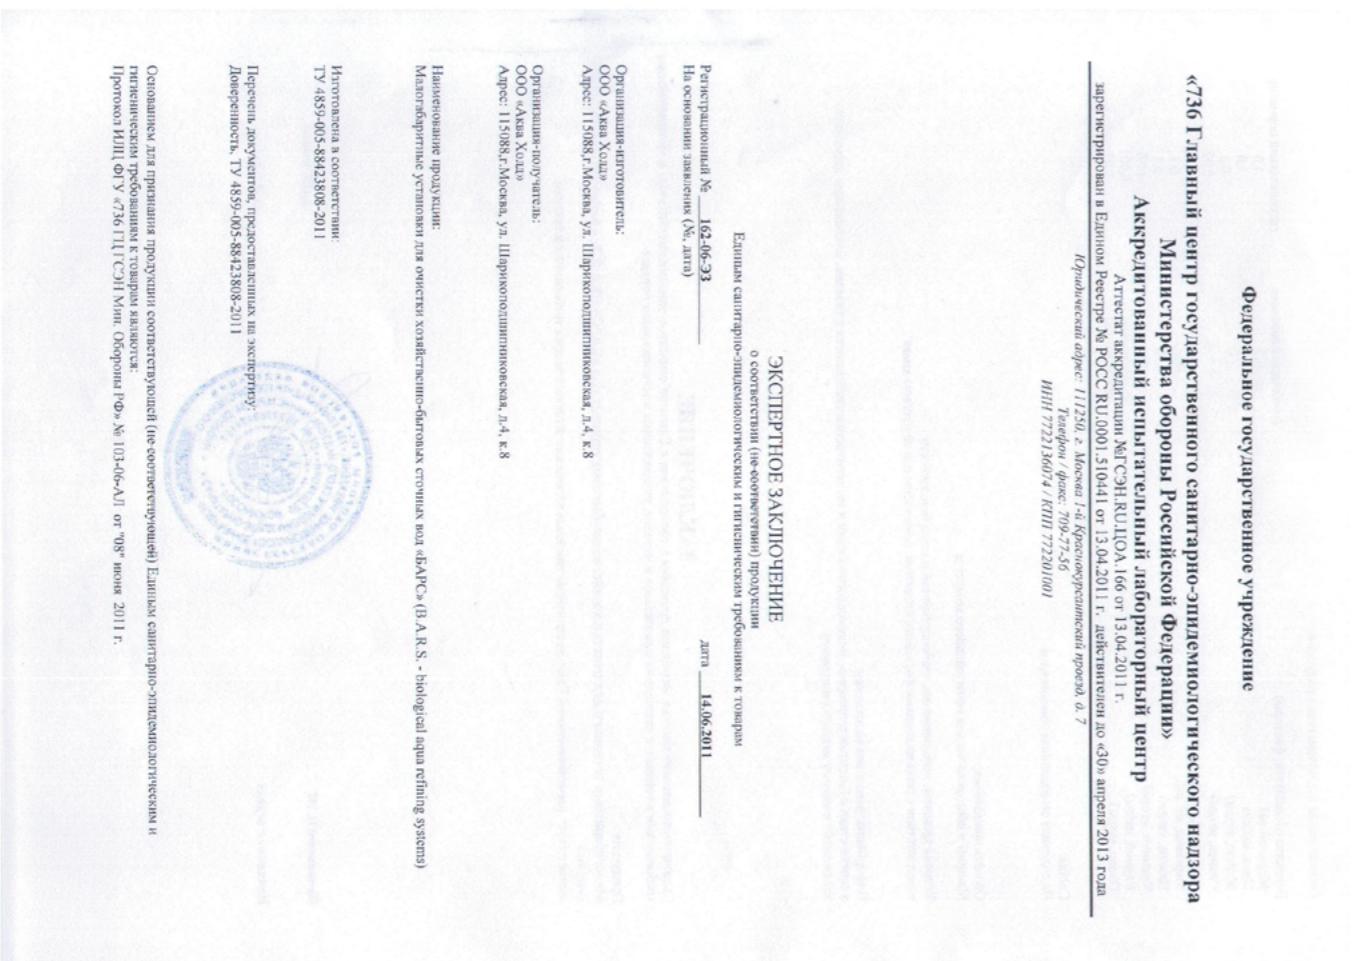 Федеральное государственное учреждение
«736 Главный центр государственного санитарно-эпидемиологического надзора
Министерства обороны Российской Федерации»
Аккредитованный испытательный лабораторный центр
Аттестат аккредитации №ГСЭН.RU.ЦОА.166 от 13.04.2011 г.
зарегистрирован в Едином Реестре № РОСС RU.0001.510441 от 13.04.2011 г. действителен до «30» апреля 2013 года
Юридический адрес: 111250, г. Москва 1-й Краснокурсантский проезд, д. 7
Телефон / факс: 709-77-56
ИНН 7722136074 / КПП 772201001
ЭКСПЕРТНОЕ ЗАКЛЮЧЕНИЕ
о соответствии (не соответствии) продукции
Единым санитарно-эпидемиологическим и гигиеническим требованиям к товарам
Регистрационный № 162-06-ЭЗ дата 14.06.2011
На основании заявления (№, дата)
Организация-изготовитель:
ООО «Аква Холд»
Адрес: 115088,г.Москва, ул. Шарикоподшипниковская, д.4, к8
Организация-получатель:
ООО «Аква Холд»
Адрес: 115088,г.Москва, ул. Шарикоподшипниковская, д.4, к8
Наименование продукции:
Малогабаритные установки для очистки хозяйственно-бытовых сточных вод «БАРС» (B.A.R.S. - biological aqua refining systems)
Изготовлена в соответствии:
ТУ 4859-005-88423808-2011
Перечень документов, предоставленных на экспертизу:
Доверенность, ТУ 4859-005-88423808-2011
Основанием для признания продукции соответствующей (не соответствующей) Единым санитарно-эпидемиологическим и
гигиеническим требованиям к товарам являются:
Протокол ИЛЦ ФГУ «736 ГЦ ГСЭН Мин. Обороны РФ» № 103-06-АЛ от "08" июня 2011 г.